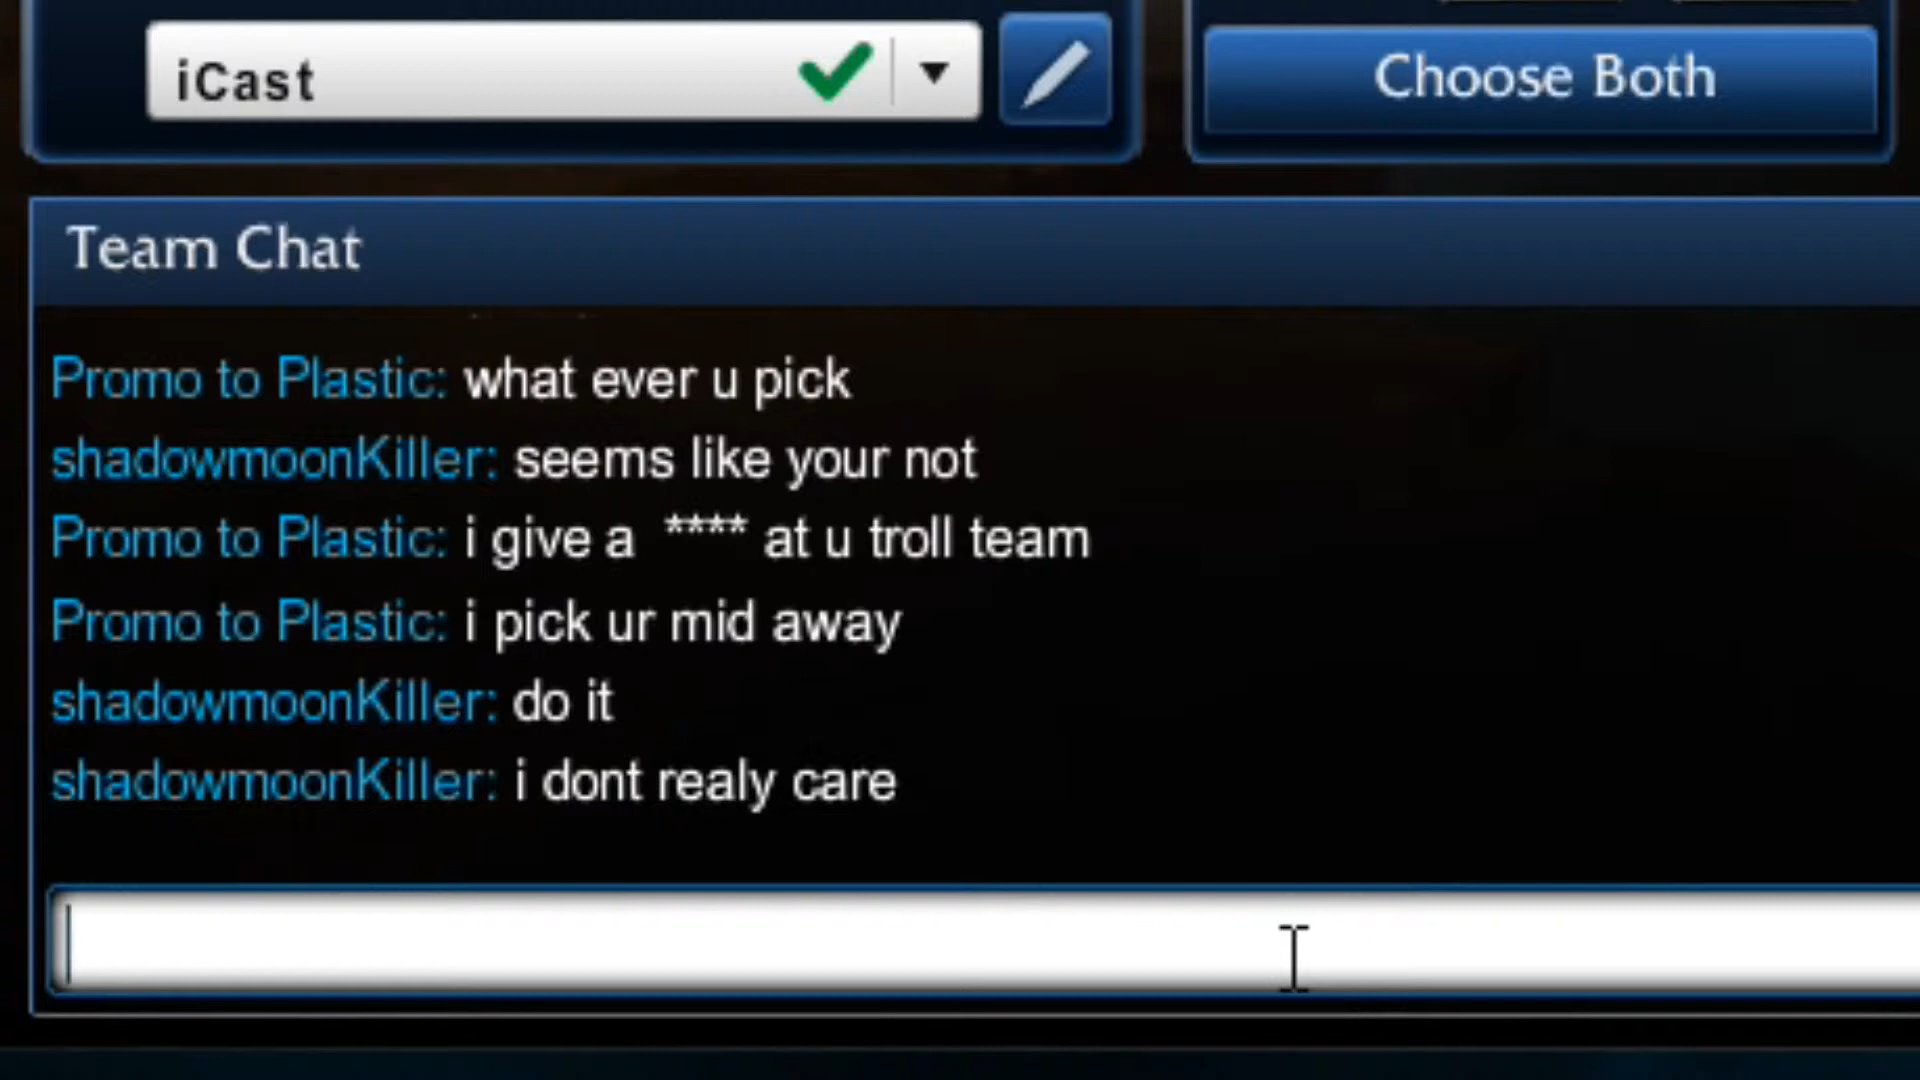 iCast
Choose Both
Team Chat
Promo to Plastic: what ever u pick
shadowmoonKiller: seems like your not
Promo to Plastic: i give a **** at u troll team
Promo to Plastic: i pick ur mid away
shadowmoonKiller: do it
shadowmoonKiller: i dont realy care